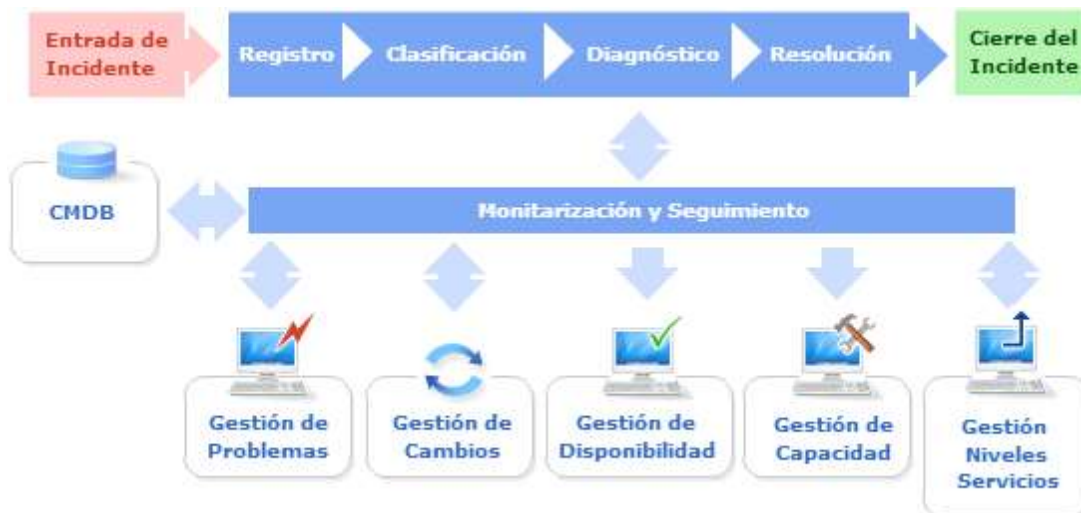 Entrada de
Incidente
Registro
Clasificación
Diagnóstico
Resolución
Cierre del
Incidente
CMDB
Monitarización y Seguimiento
Gestión de
Problemas
Gestión de
Cambios
Gestión de
Disponibilidad
Gestión de
Capacidad
Gestión
Niveles
Servicios